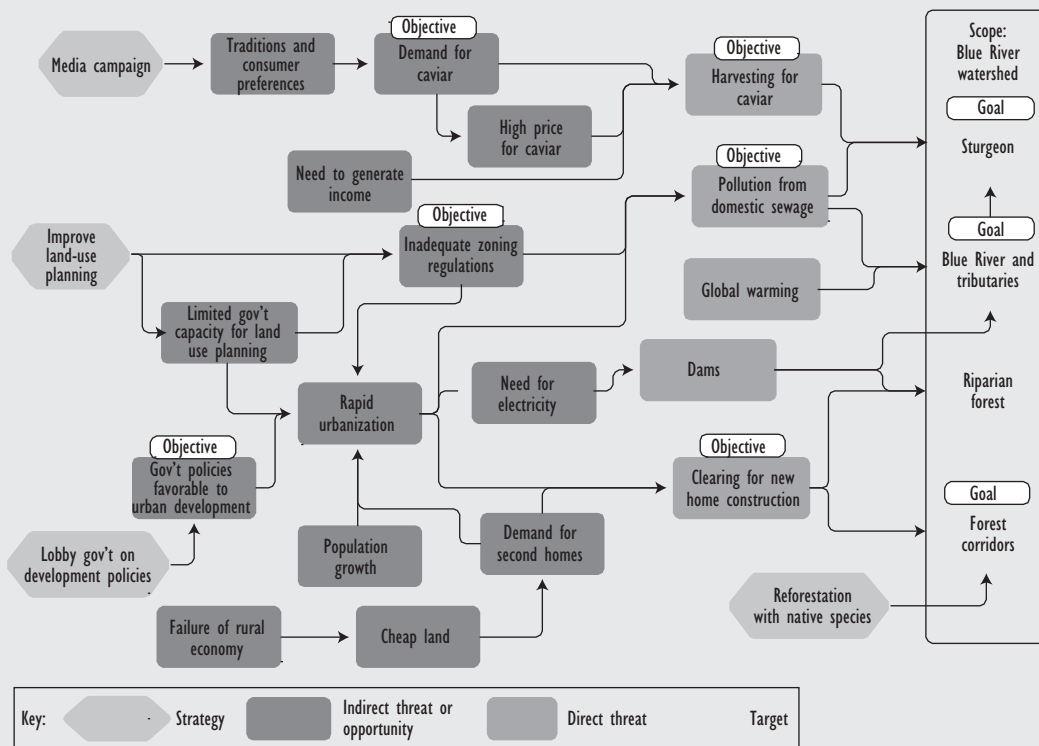 Media campaign
Traditions and
consumer
preferences
Objective
Demand for
caviar
High price
for caviar
Need to generate
income
Objective
Harvesting for
caviar
Scope:
Blue River
watershed
Goal
Sturgeon
Objective
Pollution from
domestic sewage
Goal
Blue River and
tributaries
Global warming
Improve
land-use
planning
Objective
Inadequate zoning
regulations
Limited gov't
capacity for land
use planning
Rapid
urbanization
Need for
electricity
Dams
Riparian
forest
Objective
Gov't policies
favorable to
urban development
Objective
Clearing for new
home construction
Goal
Forest
corridors
Lobby gov't on
development policies
Population
growth
Demand for
second homes
Reforestation
with native species
Failure of rural
economy
Cheap land
Key:
Strategy
Indirect threat or
opportunity
Direct threat
Target